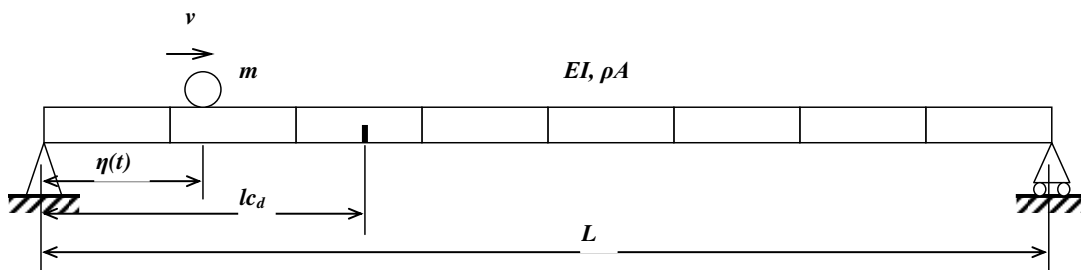 v
m
EI, ρA
η(t)
lc_d
L